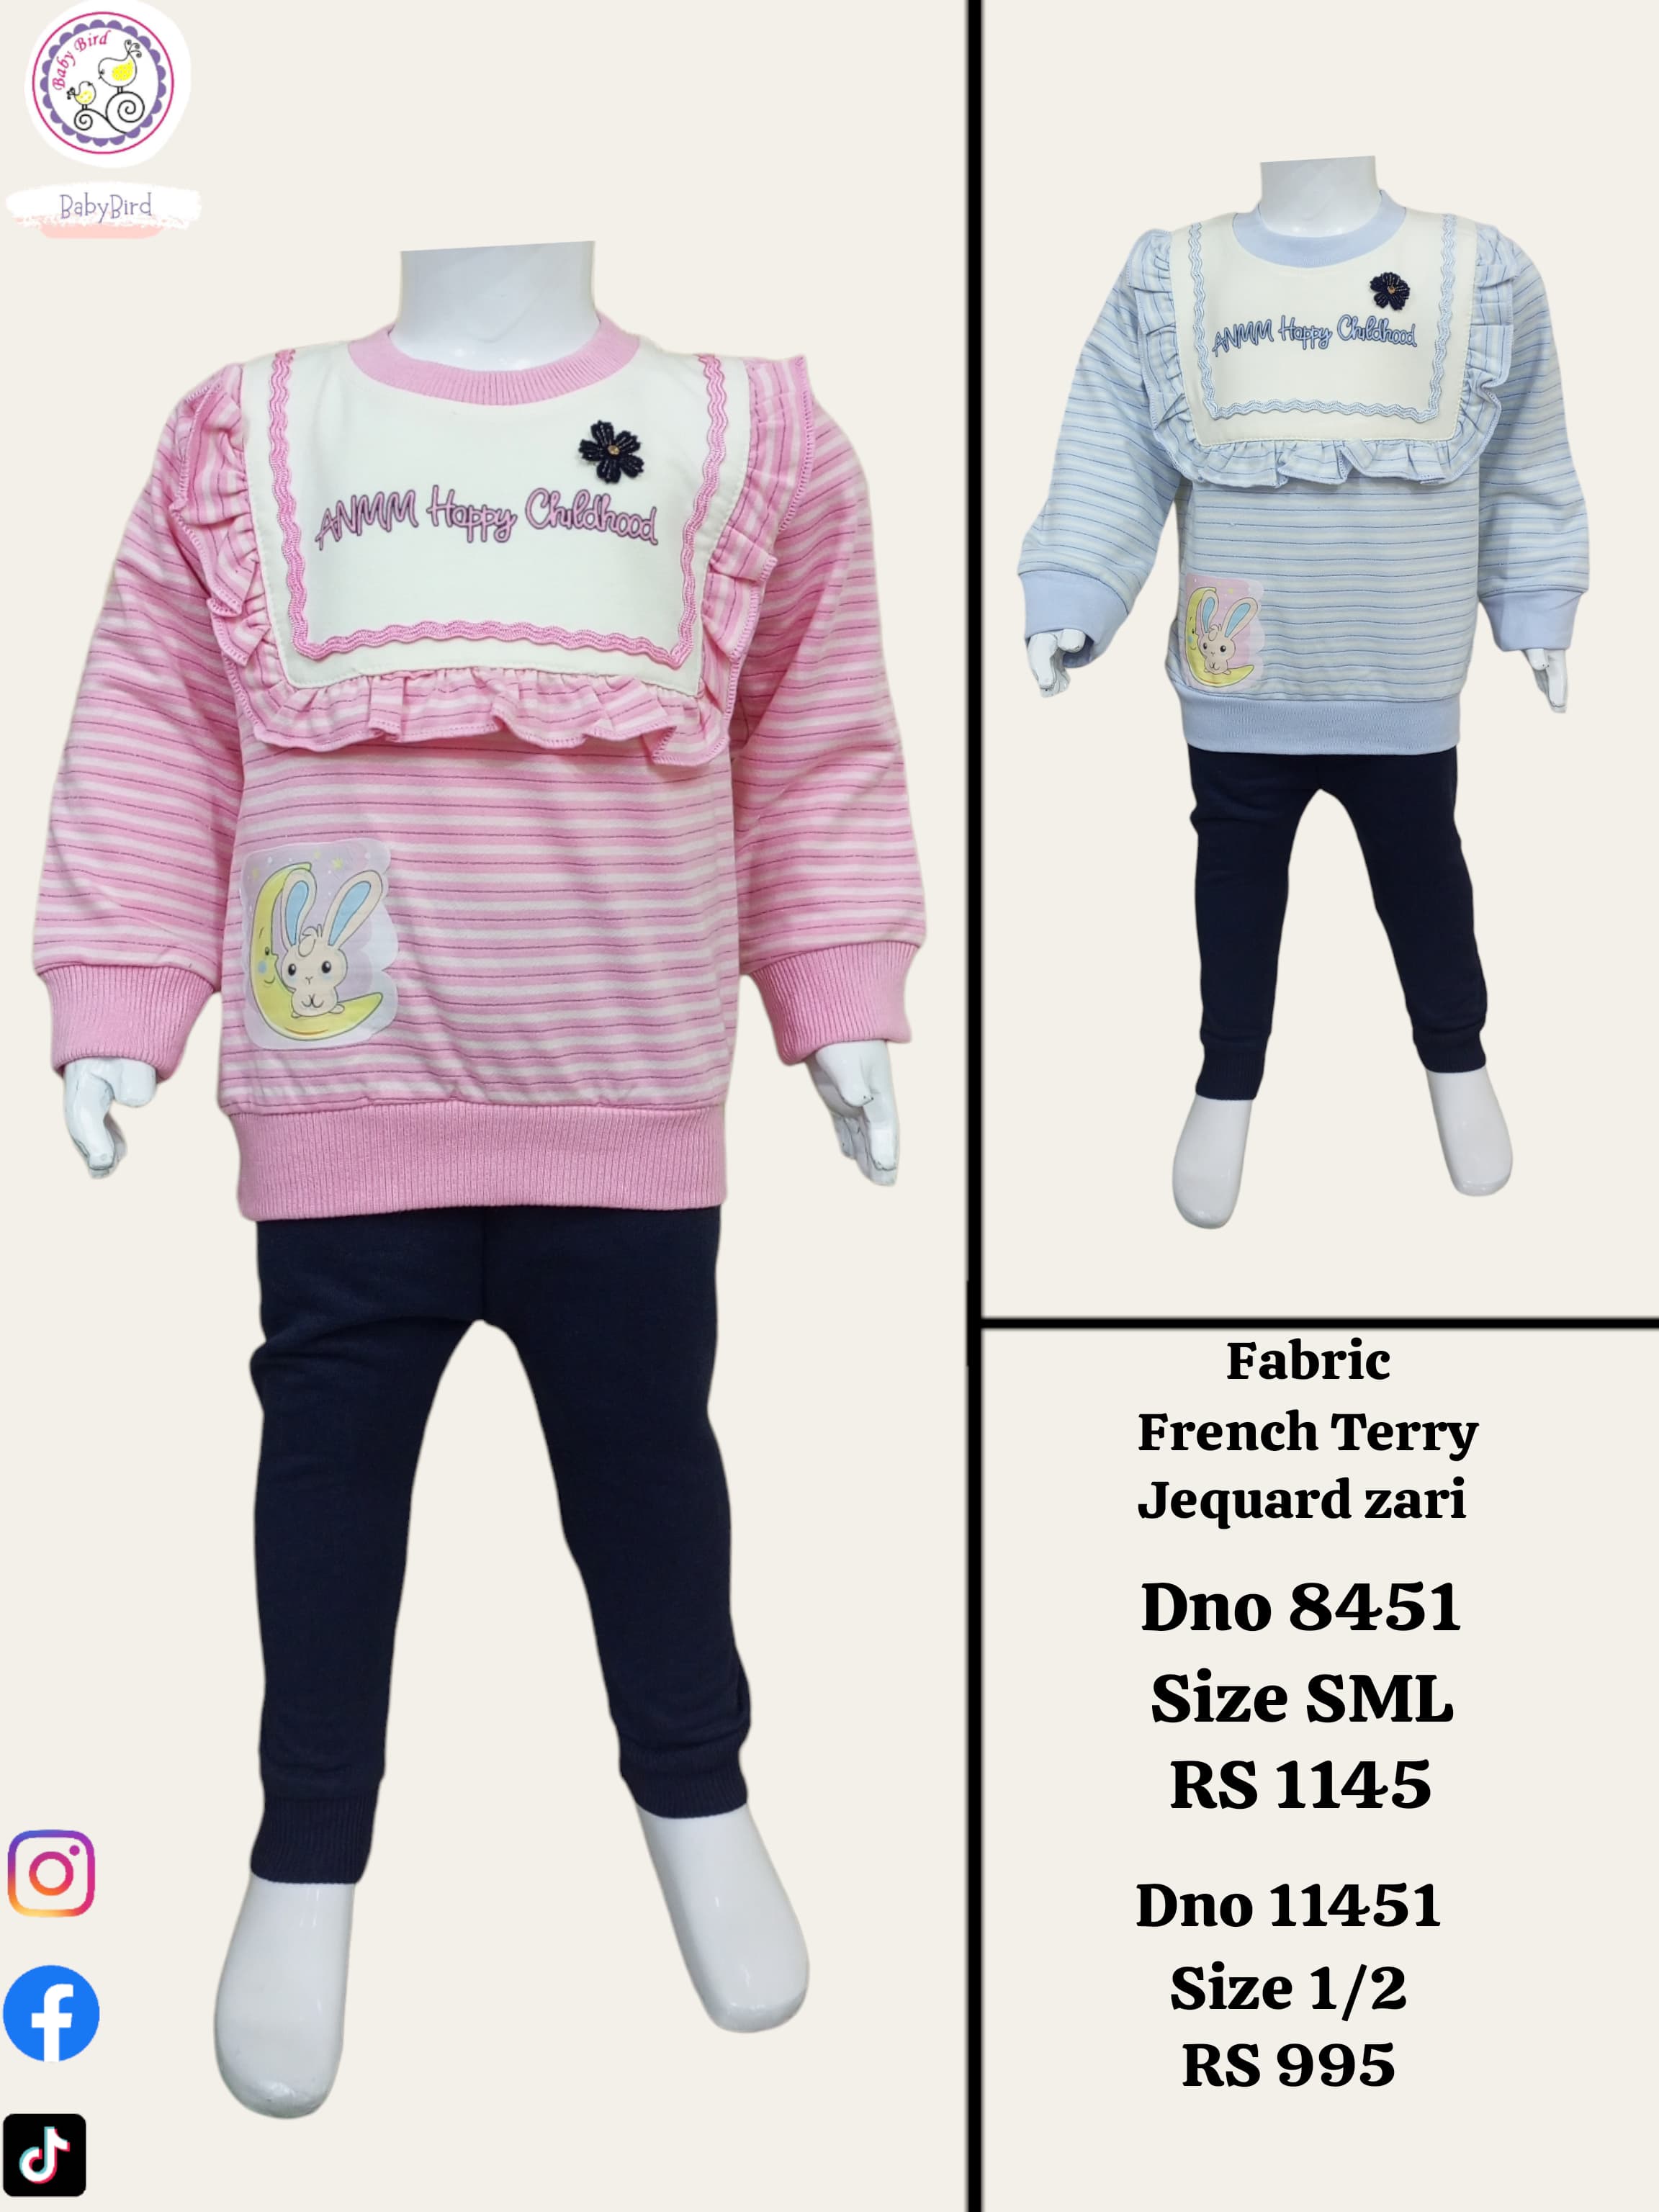 Baby Bird
BabyBird
ANMM Happy Childhood
ANMM Happy Childhood
Fabric
French Terry
Jequard zari
Dno 8451
Size SML
RS 1145
Dno 11451
Size 1/2
RS 995